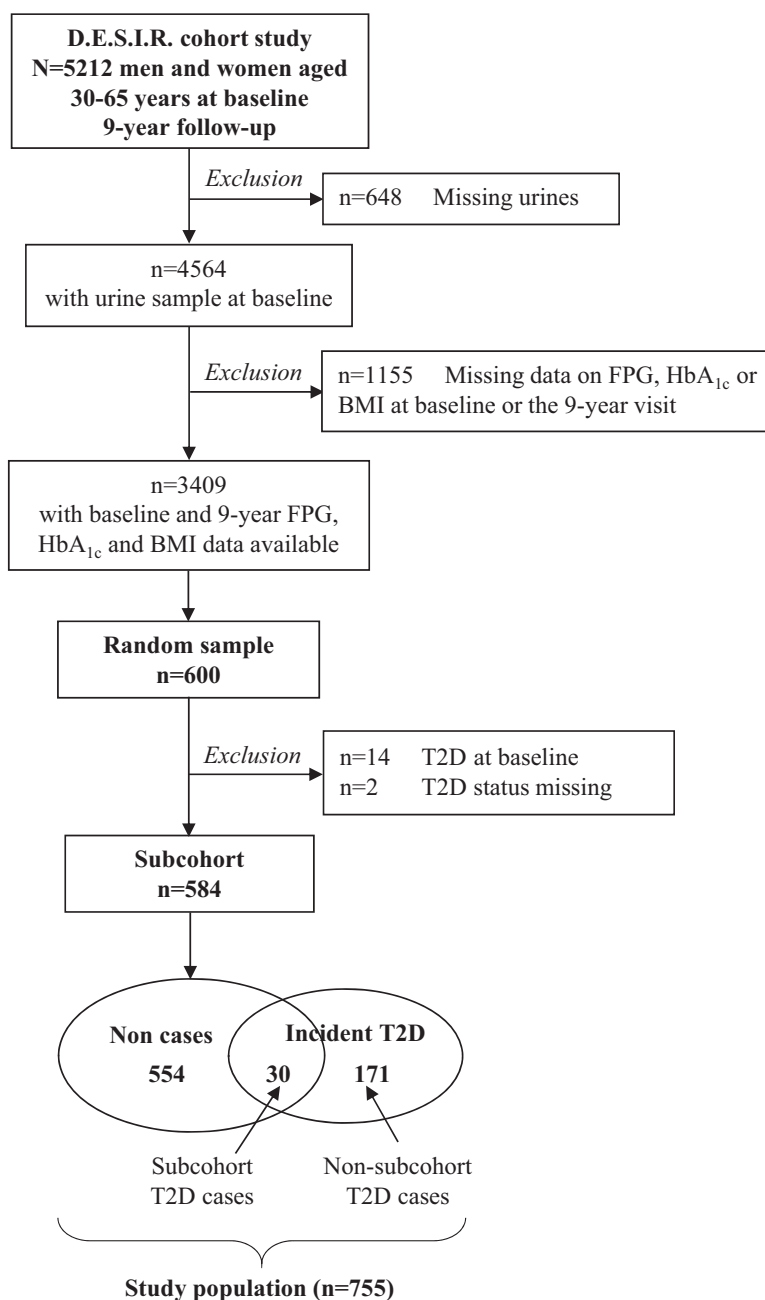 D.E.S.I.R. cohort study
N=5212 men and women aged
30-65 years at baseline
9-year follow-up
Exclusion
n=648 Missing urines
n=4564
with urine sample at baseline
Exclusion
n=1155 Missing data on FPG, HbA1c or
BMI at baseline or the 9-year visit
n=3409
with baseline and 9-year FPG,
HbA1c and BMI data available
Random sample
n=600
Exclusion
n=14 T2D at baseline
n=2 T2D status missing
Subcohort
n=584
Non cases Incident T2D
554 30 171
Subcohort
T2D cases
Non-subcohort
T2D cases
Study population (n=755)